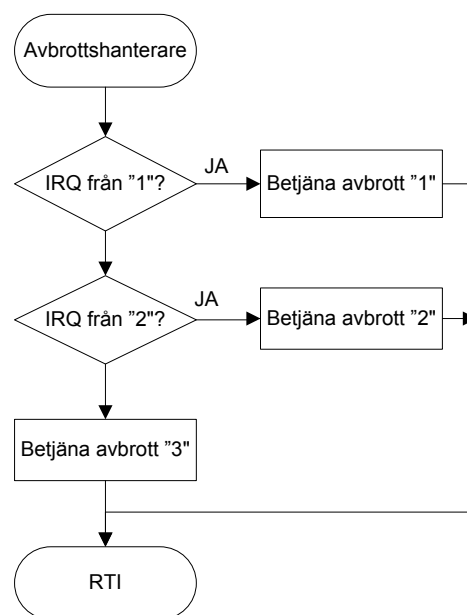 Avbrottshanterare
JA
IRQ från ”1"?
Betjäna avbrott ”1"
JA
IRQ från ”2"?
Betjäna avbrott ”2"
Betjäna avbrott ”3"
RTI